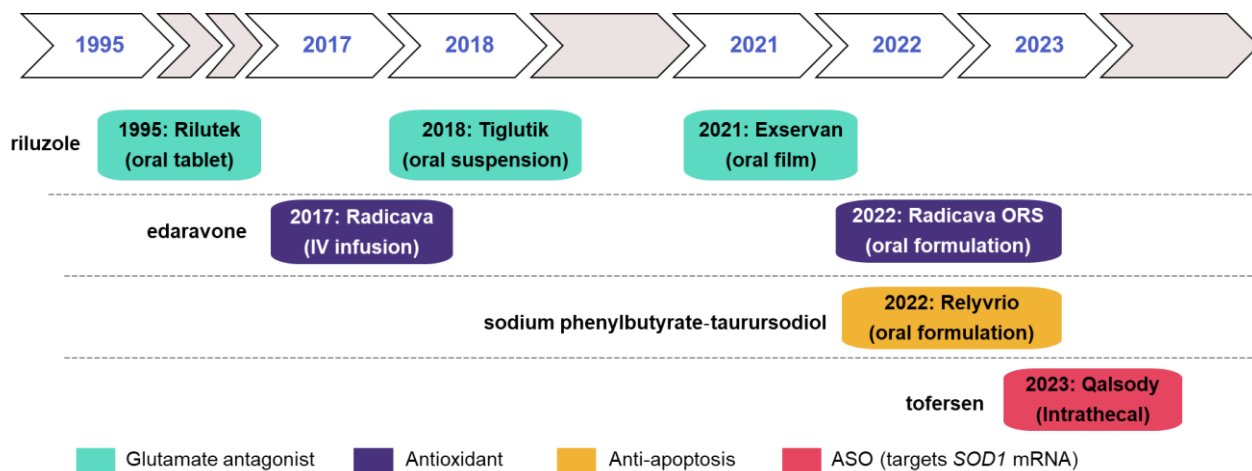 1995
2017
2018
2021
2022
2023
riluzole
1995: Rilutek
(oral tablet)
2018: Tiglutik
(oral suspension)
2021: Exservan
(oral film)
edaravone
2017: Radicava
(IV infusion)
2022: Radicava ORS
(oral formulation)
sodium phenylbutyrate-taurursodiol
2022: Relyvrio
(oral formulation)
tofersen
2023: Qalsody
(Intrathecal)
Glutamate antagonist
Antioxidant
Anti-apoptosis
ASO (targets SOD1 mRNA)